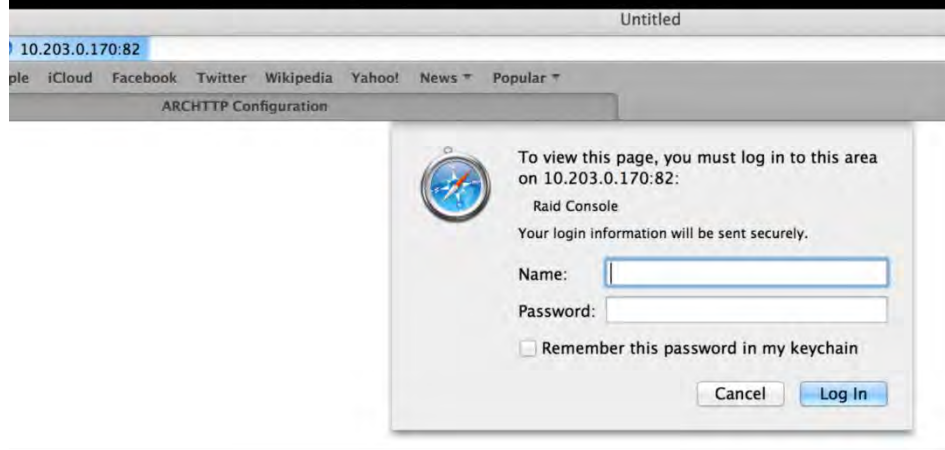 Untitled
10.203.0.170:82
ple iCloud Facebook Twitter Wikipedia Yahoo! News Popular
ARCHTTP Configuration
To view this page, you must log in to this area
on 10.203.0.170:82:
Raid Console
Your login information will be sent securely.
Name:
Password:
Remember this password in my keychain
Cancel Log In